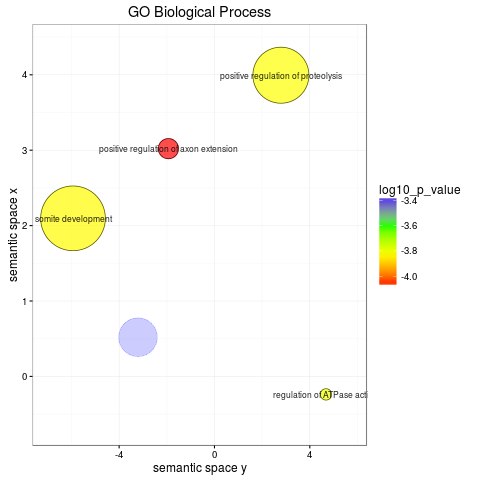 GO Biological Process
4
positive regulation of proteolysis
log10_p_value
-3.4
-3.6
-3.8
-4.0
3
positive regulation of axon extension
semantic space x
somite development
2
1
0
regulation of ATPase acti
-4
0
4
semantic space y